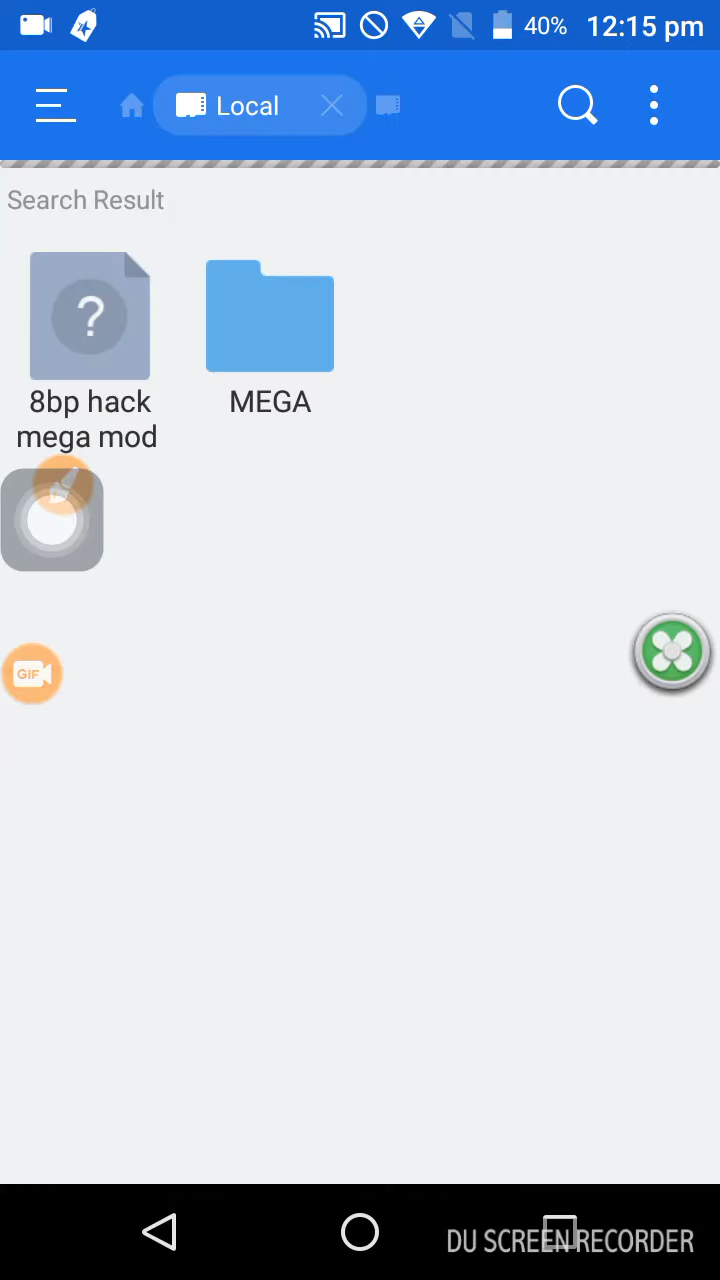 40% 12:15 pm
Local
Search Result
?
8bp hack
mega mod
MEGA
GIF
DU SCREEN RECORDER